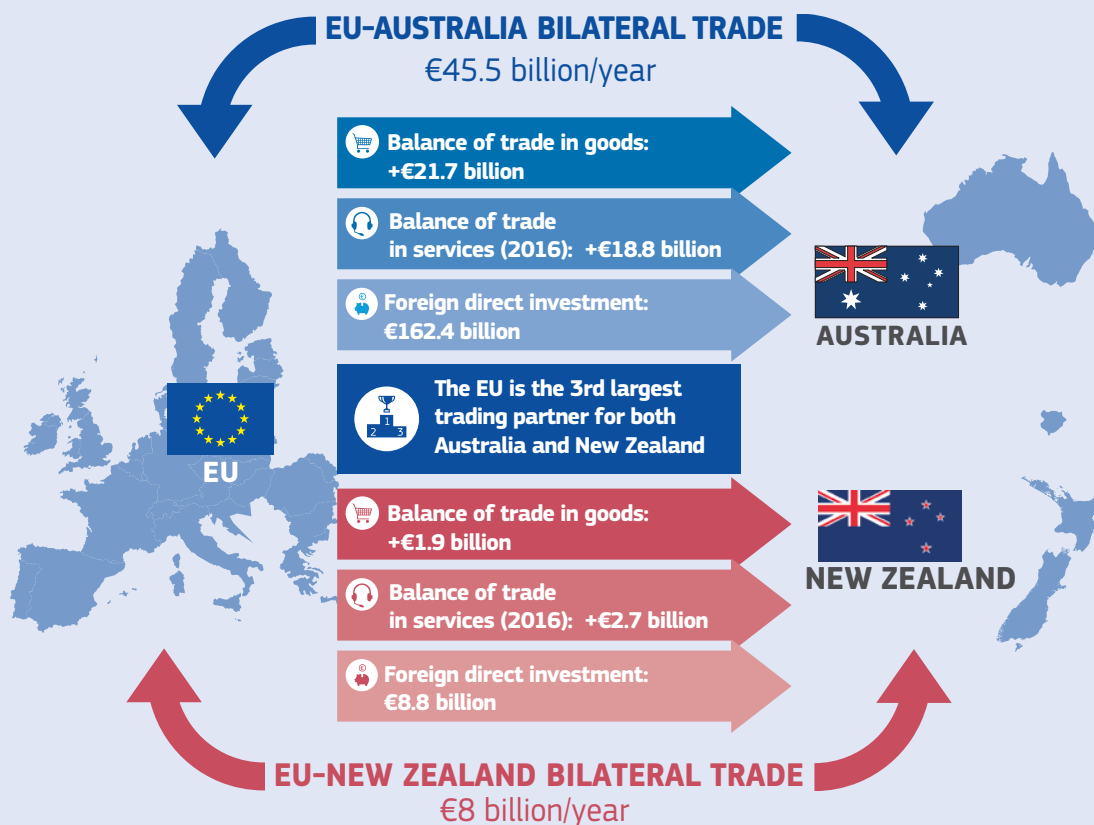 EU-AUSTRALIA BILATERAL TRADE
€45.5 billion/year
Balance of trade in goods:
+€21.7 billion
Balance of trade
in services (2016): +€18.8 billion
Foreign direct investment:
€162.4 billion
AUSTRALIA
The EU is the 3rd largest
trading partner for both
Australia and New Zealand
1
2 3
EU
Balance of trade in goods:
+€1.9 billion
NEW ZEALAND
Balance of trade
in services (2016): +€2.7 billion
Foreign direct investment:
€8.8 billion
EU-NEW ZEALAND BILATERAL TRADE
€8 billion/year